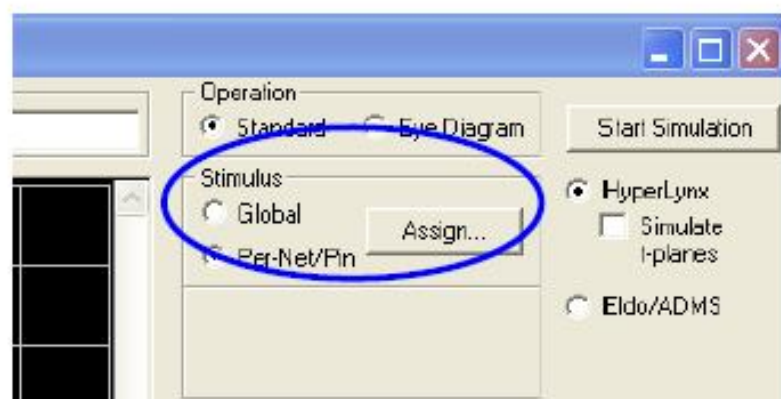 Operation
Standard
Eye Diagram
Start Simulation
Stimulus
Global
Assign...
Per-Net/Pin
HyperLynx
Simulate
t-planes
Eldo/ADMS